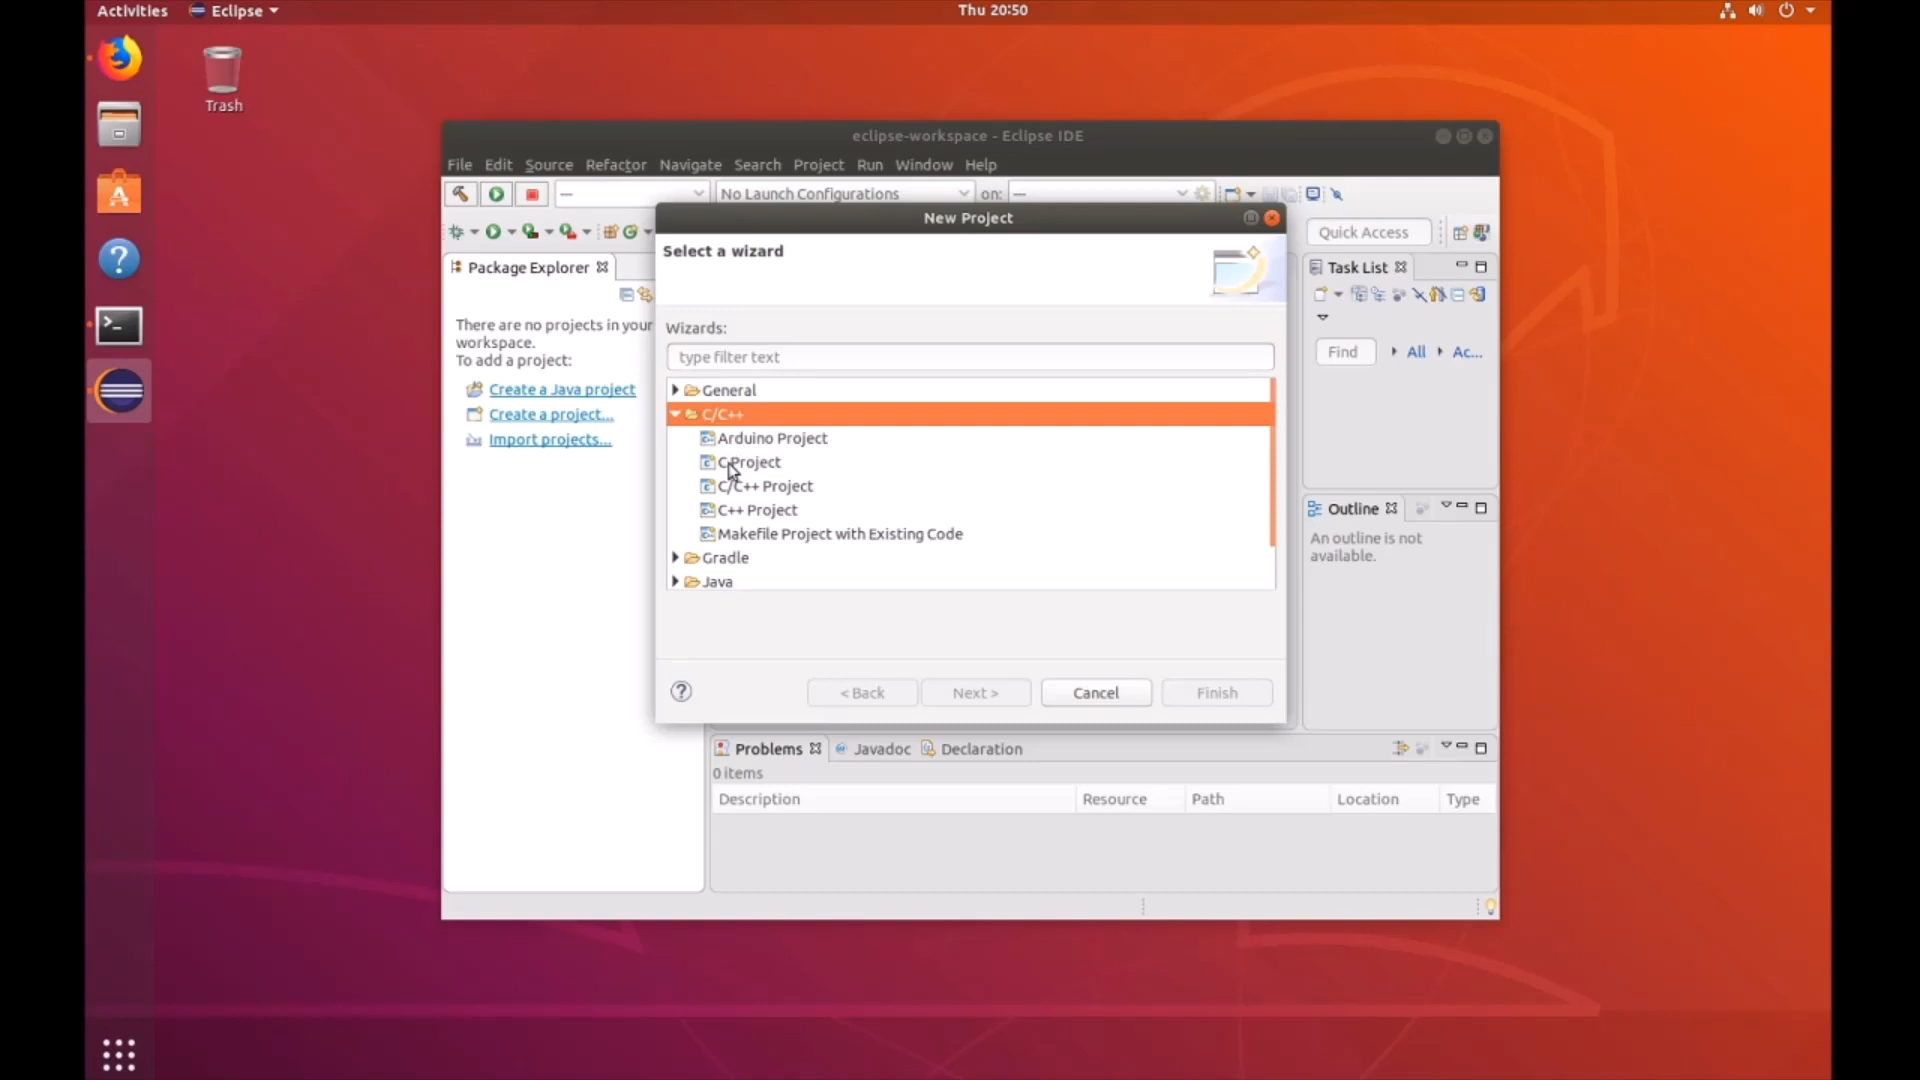 Activities
Eclipse
Thu 20:50
Trash
eclipse-workspace - Eclipse IDE
File Edit Source Refactor Navigate Search Project Run Window Help
—
No Launch Configurations
on: —
Quick Access
New Project
Select a wizard
Wizards:
type filter text
General
C/C++
Arduino Project
C Project
C/C++ Project
C++ Project
Makefile Project with Existing Code
Gradle
Java
? < Back Next > Cancel Finish
Package Explorer
There are no projects in your
workspace.
To add a project:
Create a Java project
Create a project...
Import projects...
Task List
Find All Ac...
Outline
An outline is not
available.
Problems Javadoc Declaration
0 items
Description Resource Path Location Type